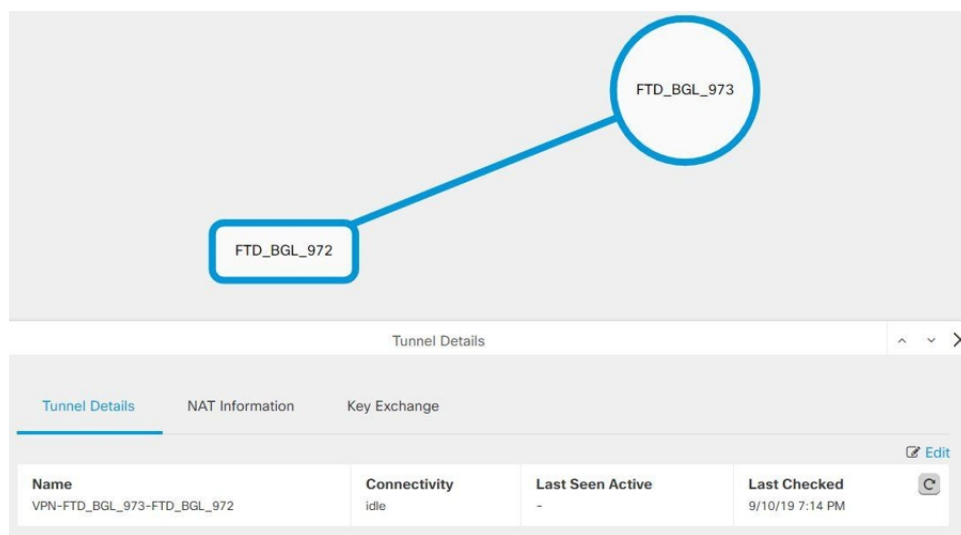 FTD_BGL_973
FTD_BGL_972
Tunnel Details
Tunnel Details NAT Information Key Exchange
Edit
Name Connectivity Last Seen Active Last Checked
VPN-FTD_BGL_973-FTD_BGL_972 idle - 9/10/19 7:14 PM